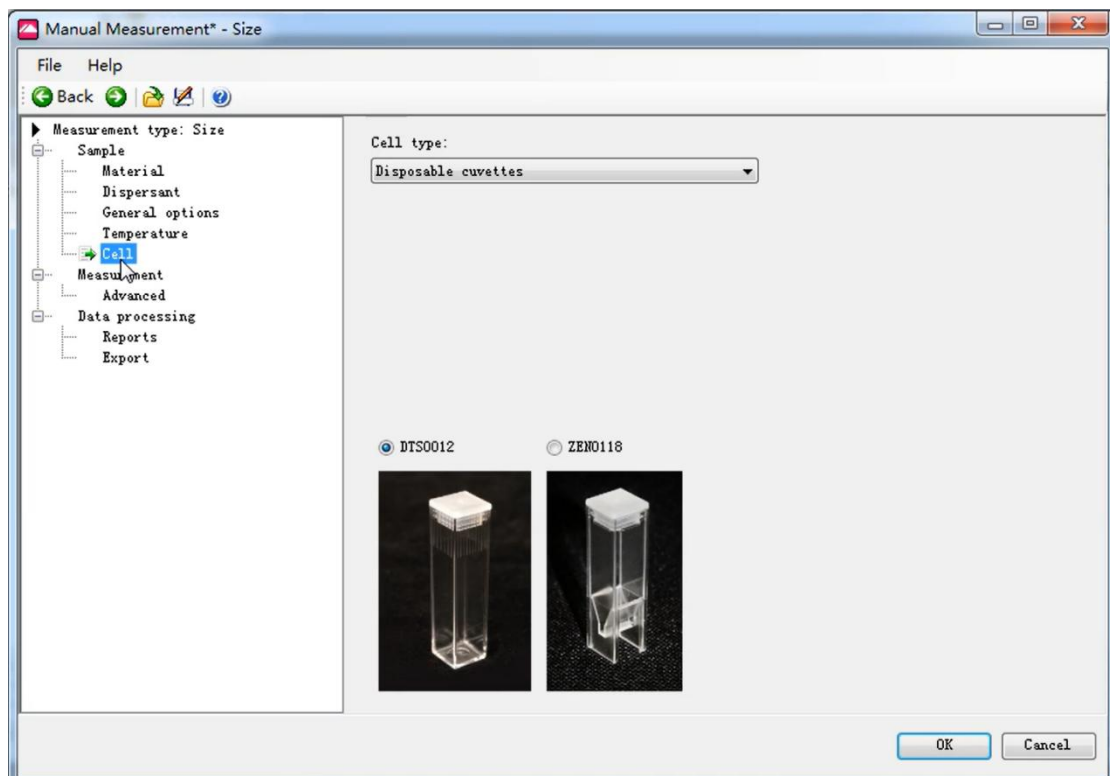 Manual Measurement* - Size
File Help
Back
Measurement type: Size
Sample
Material
Dispersant
General options
Temperature
Cell
Measurement
Advanced
Data processing
Reports
Export
Cell type:
Disposable cuvettes
DTS0012 ZEN0118
OK Cancel